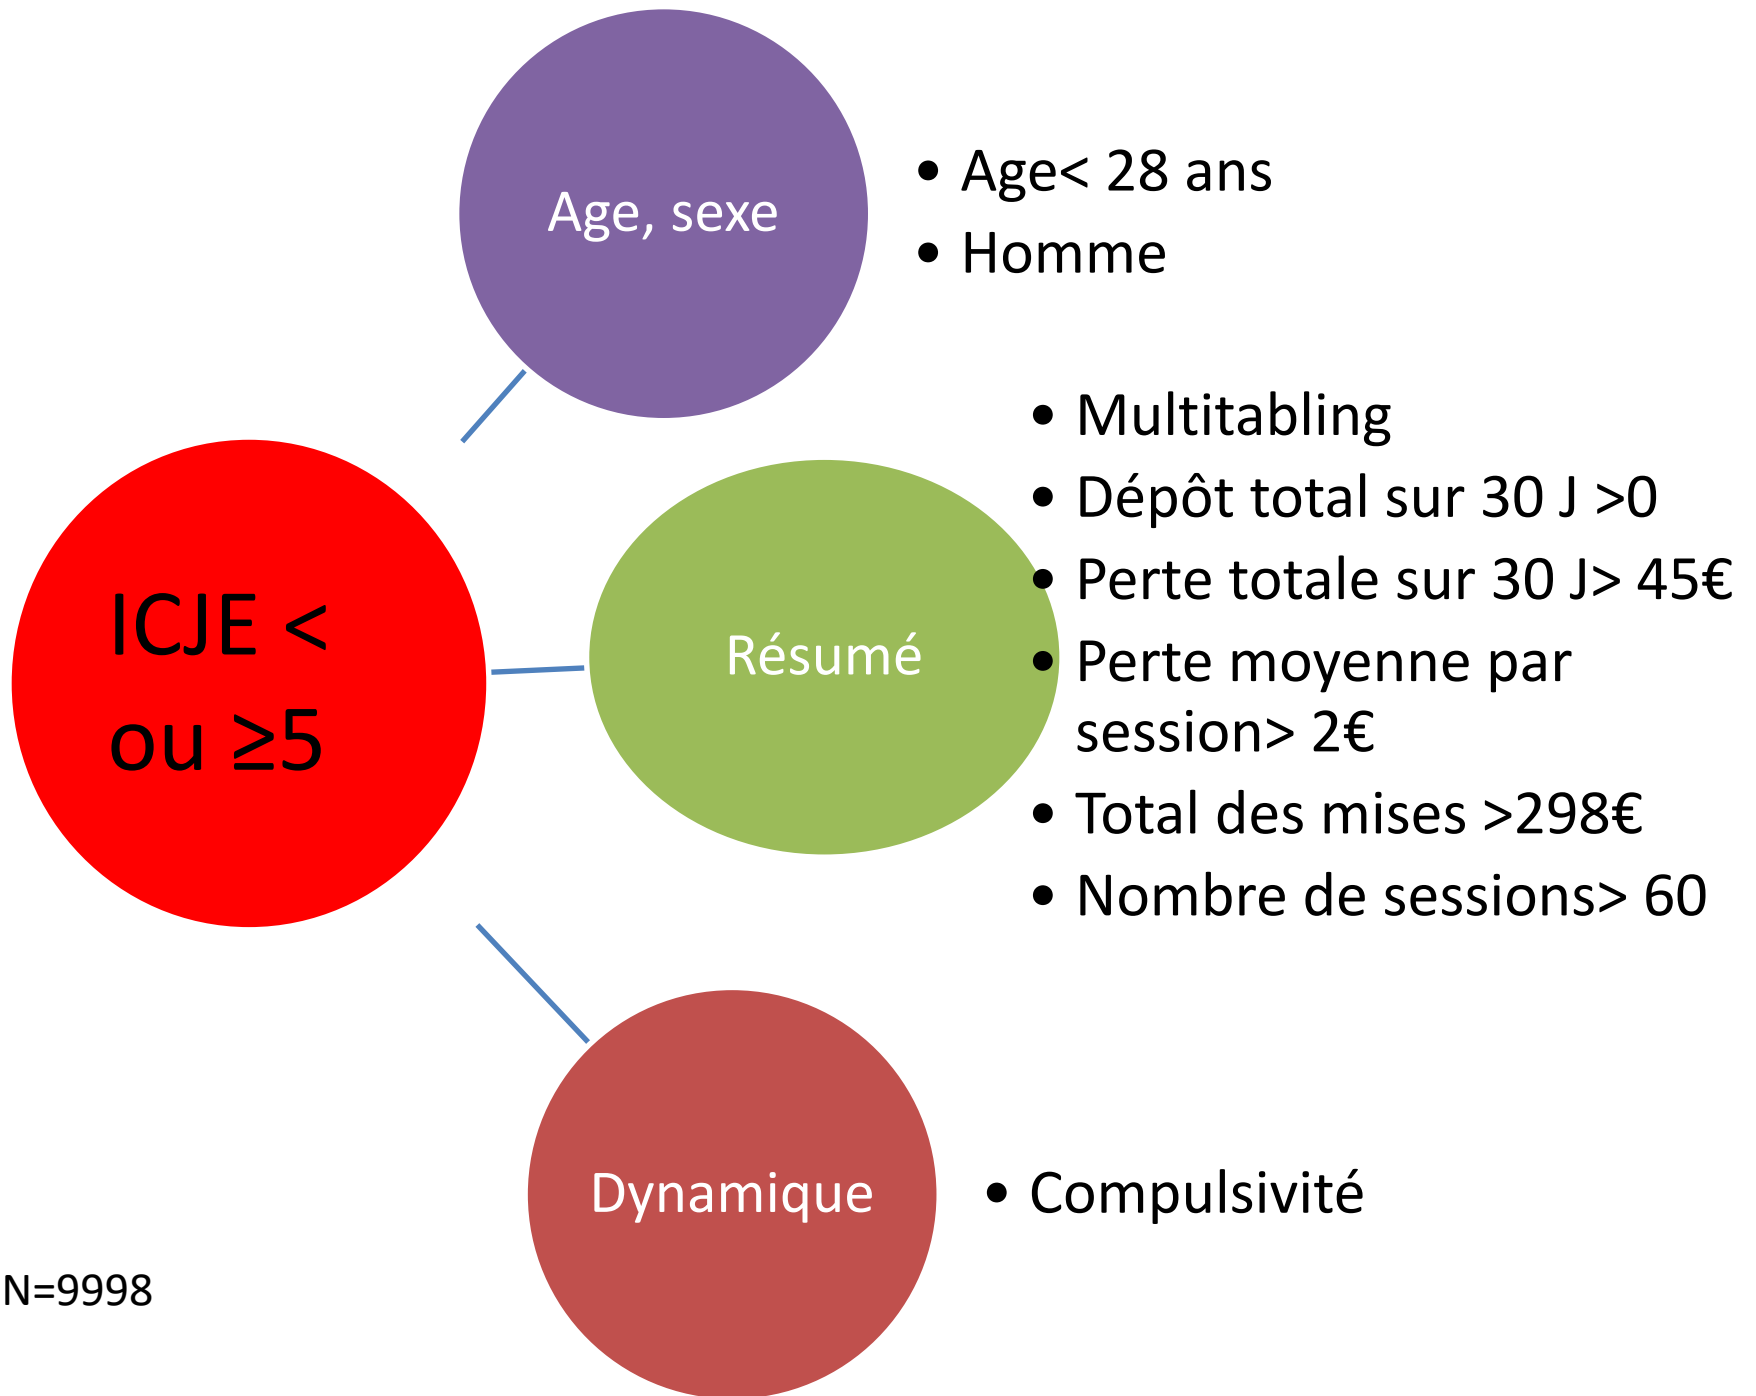 Age, sexe
• Age< 28 ans
• Homme
ICJE <
ou ≥5
Résumé
• Multitabling
• Dépôt total sur 30 J >0
• Perte totale sur 30 J> 45€
• Perte moyenne par
session> 2€
• Total des mises >298€
• Nombre de sessions> 60
Dynamique
• Compulsivité
N=9998